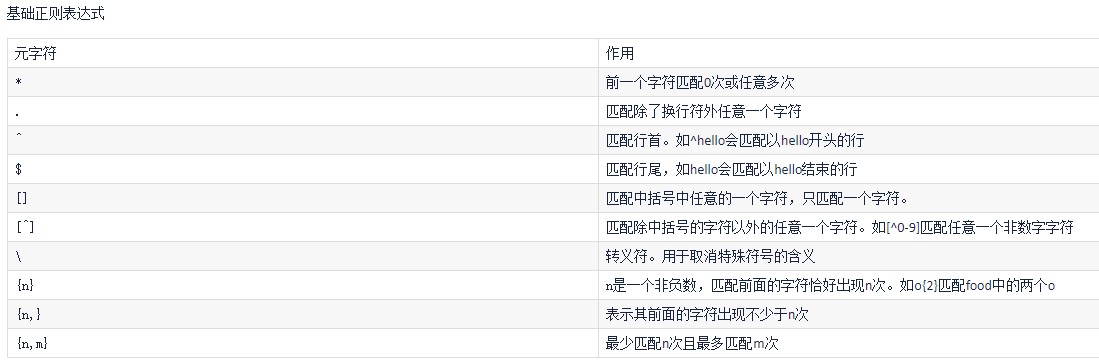 基础正则表达式
元字符 作用
* 前一个字符匹配0次或任意多次
. 匹配除了换行符外任意一个字符
^ 匹配行首。如^hello会匹配以hello开头的行
$ 匹配行尾，如hello会匹配以hello结束的行
[] 匹配中括号中任意的一个字符，只匹配一个字符。
[^] 匹配除中括号的字符以外的任意一个字符。如[^0-9]匹配任意一个非数字字符
\ 转义符。用于取消特殊符号的含义
{n} n是一个非负数，匹配前面的字符恰好出现n次。如o{2}匹配food中的两个o
{n,} 表示其前面的字符出现不少于n次
{n,m} 最少匹配n次且最多匹配m次